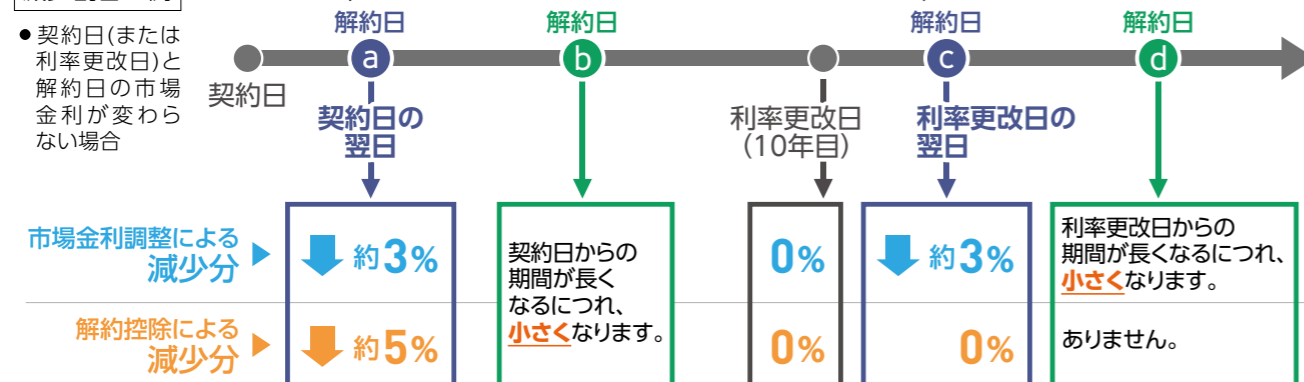 ●契約日(または
利率更改日)と
解約日の市場
金利が変わら
ない場合
解約日
解約日
解約日
解約日
a
b
c
d
契約日
契約日の
翌日
利率更改日
(10年目)
利率更改日の
翌日
市場金利調整による
減少分
約3%
契約日からの
期間が長く
なるにつれ、
小さくなります。
0%
約3%
利率更改日からの
期間が長くなるにつれ、
小さくなります。
解約控除による
減少分
約5%
0%
0%
ありません。